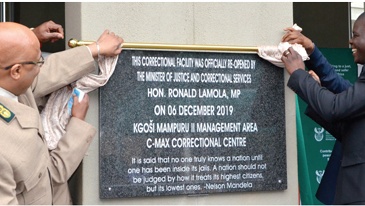 THIS CORRECTIONAL FACILITY WAS OFFICIALLY RE-OPENED BY
THE MINISTER OF JUSTICE AND CORRECTIONAL SERVICES
HON. RONALD LAMOLA, MP
ON 06 DECEMBER 2019
KGOŠI MAMPURU II MANAGEMENT AREA
C-MAX CORRECTIONAL CENTRE
It is said that no one truly knows a nation until
one has been inside its jails. A nation should not
be judged by how it treats its highest citizens,
but its lowest ones. -Nelson Mandela